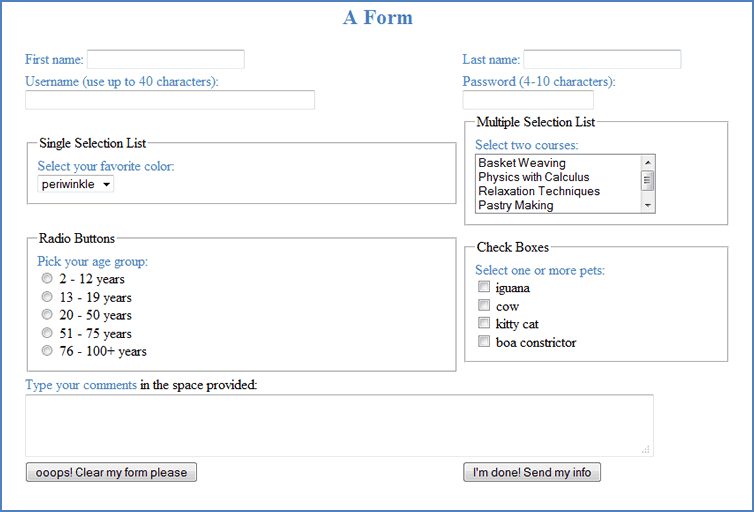 A Form
First name:
Last name:
Username (use up to 40 characters):
Password (4-10 characters):
Single Selection List
Select your favorite color:
periwinkle
Multiple Selection List
Select two courses:
Basket Weaving
Physics with Calculus
Relaxation Techniques
Pastry Making
Radio Buttons
Pick your age group:
2 - 12 years
13 - 19 years
20 - 50 years
51 - 75 years
76 - 100+ years
Check Boxes
Select one or more pets:
iguana
cow
kitty cat
boa constrictor
Type your comments in the space provided:
ooops! Clear my form please
I'm done! Send my info